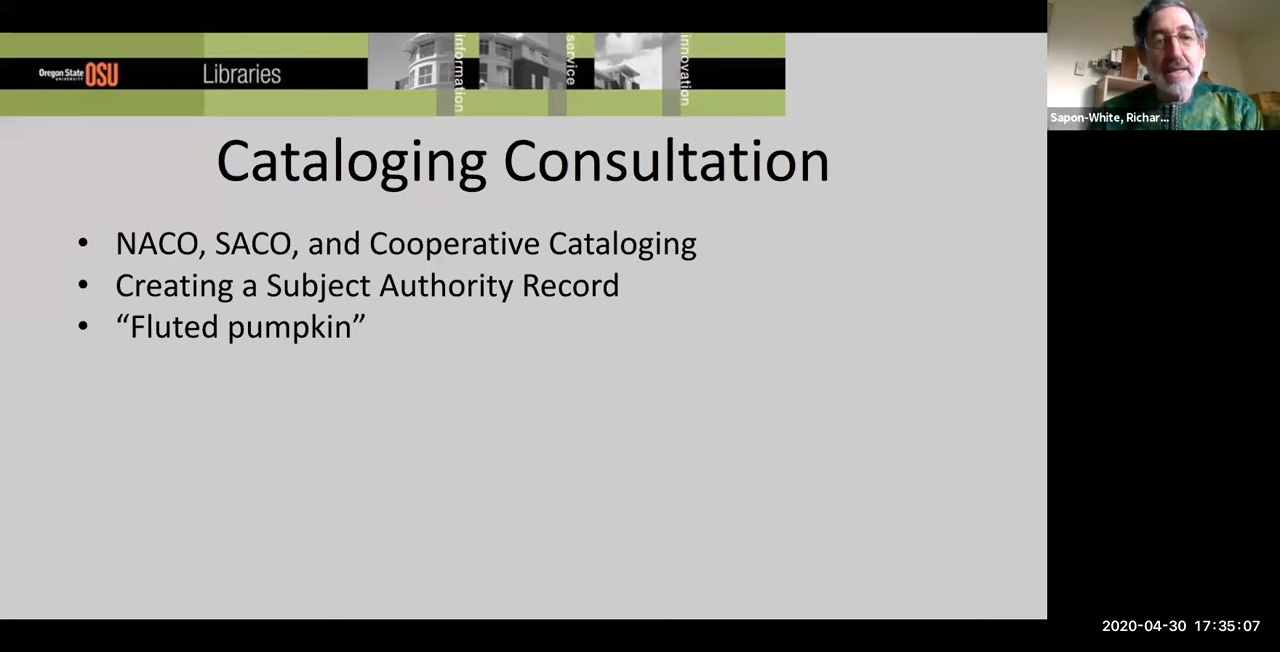 Oregon State
UNIVERSITY
OSU
Libraries
information
service
innovation
Sapon-White, Richar...
Cataloging Consultation
• NACO, SACO, and Cooperative Cataloging
• Creating a Subject Authority Record
• “Fluted pumpkin”
2020-04-30 17:35:07